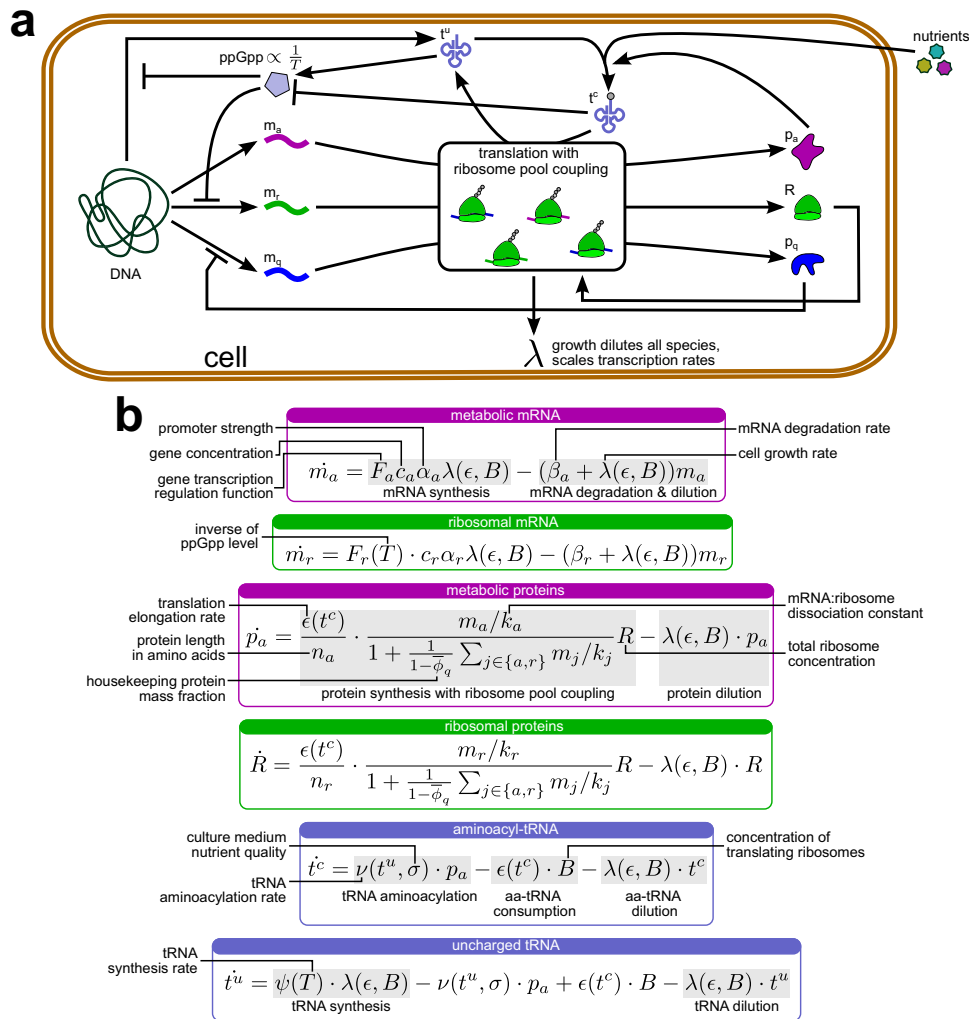 a
t^u
nutrients
ppGpp ∝ 1/T
t^c
m_a
p_a
translation with
ribosome pool coupling
m_r
R
m_q
p_q
DNA
cell
λ
growth dilutes all species,
scales transcription rates
b
metabolic mRNA
promoter strength
mRNA degradation rate
gene concentration
cell growth rate
gene transcription
regulation function
ṁ_a = F_a c_a α_a λ(ϵ, B) − (β_a + λ(ϵ, B))m_a
mRNA synthesis
mRNA degradation & dilution
ribosomal mRNA
inverse of
ppGpp level
ṁ_r = F_r(T) · c_r α_r λ(ϵ, B) − (β_r + λ(ϵ, B))m_r
metabolic proteins
translation
elongation rate
mRNA:ribosome
dissociation constant
protein length
in amino acids
total ribosome
concentration
housekeeping protein
mass fraction
ṗ_a = ϵ(t^c)/n_a · (m_a/k_a)/(1 + 1/(1−ϕ̄_q) ∑_{j∈{a,r}} m_j/k_j) R − λ(ϵ, B) · p_a
protein synthesis with ribosome pool coupling
protein dilution
ribosomal proteins
Ṙ = ϵ(t^c)/n_r · (m_r/k_r)/(1 + 1/(1−ϕ̄_q) ∑_{j∈{a,r}} m_j/k_j) R − λ(ϵ, B) · R
aminoacyl-tRNA
culture medium
nutrient quality
concentration of
translating ribosomes
tRNA
aminoacylation rate
ṫ^c = ν(t^u, σ) · p_a − ϵ(t^c) · B − λ(ϵ, B) · t^c
tRNA aminoacylation
aa-tRNA
consumption
aa-tRNA
dilution
uncharged tRNA
tRNA
synthesis rate
ṫ^u = ψ(T) · λ(ϵ, B) − ν(t^u, σ) · p_a + ϵ(t^c) · B − λ(ϵ, B) · t^u
tRNA synthesis
tRNA dilution